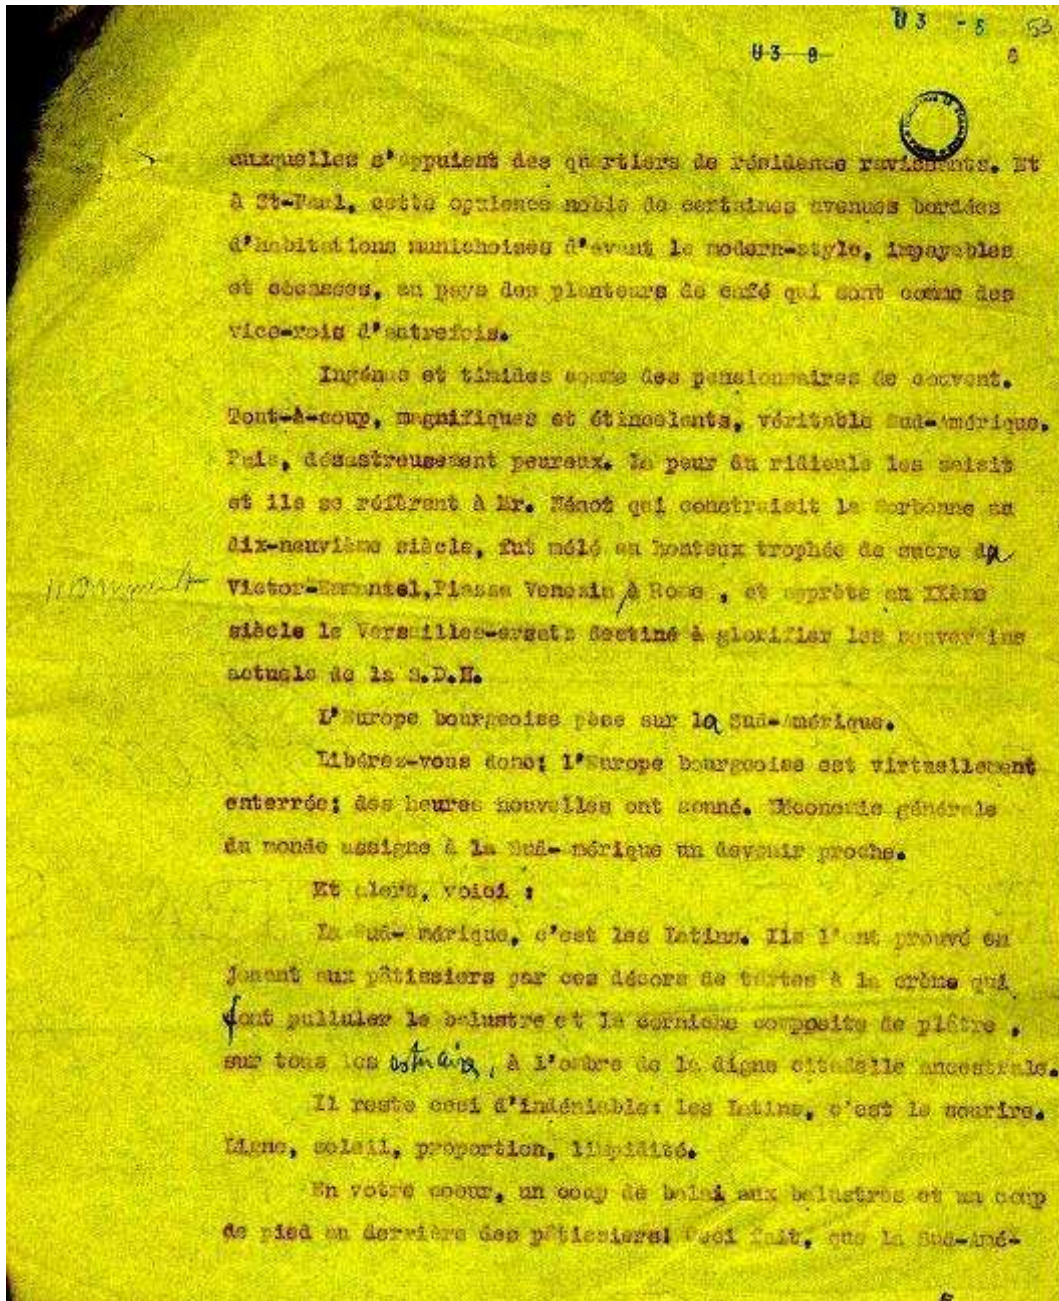 U3 - 5 53
U3 9 6
auxquelles s'appuient des quartiers de résidence ravissants. Et
à St-Paul, cette opulence noble de certaines avenues bordées
d'habitations munichoises d'avant le modern-style, impayables
et cocasses, au pays des planteurs de café qui sont comme des
vice-rois d'autrefois.
Ingénus et timides comme des pensionnaires de couvent.
Tout-à-coup, magnifiques et étincelants, véritable Sud-Amérique.
Puis, désastreusement peureux. La peur du ridicule les saisit
et ils se réfèrent à Mr. Nénot qui construisit la Sorbonne au
dix-neuvième siècle, fut mêlé au honteux trophée de sucre du
Victor-Emmanuel, Piazza Venezia, à Rome, et apprête au XXème
siècle le Versailles-ersatz destiné à glorifier les souverains
actuels de la S.D.N.
L'Europe bourgeoise pèse sur la Sud-Amérique.
Libérez-vous donc; l'Europe bourgeoise est virtuellement
enterrée; des heures nouvelles ont sonné. L'économie générale
du monde assigne à la Sud-Amérique un devenir proche.
Et alors, voici :
La Sud-Amérique, c'est les Latins. Ils l'ont prouvé en
jouant aux pâtissiers par ces décors de tartes à la crème qui
font pulluler le balustre et la corniche composite de plâtre,
sur tous les estuaires, à l'ombre de la digne citadelle ancestrale.
Il reste ceci d'indéniable: les Latins, c'est le sourire.
Ligne, soleil, proportion, limpidité.
En votre coeur, un coup de balai aux balustres et un coup
de pied au derrière des pâtissiers! Ceci fait, que la Sud-Amé-